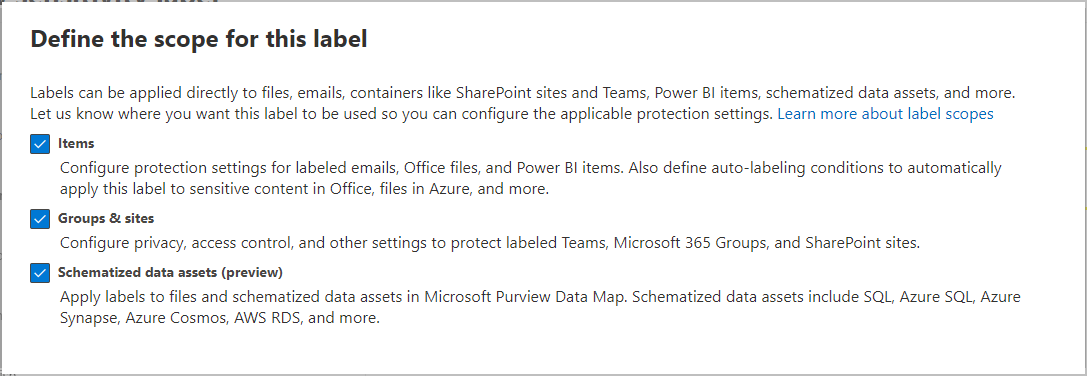 Define the scope for this label
Labels can be applied directly to files, emails, containers like SharePoint sites and Teams, Power BI items, schematized data assets, and more.
Let us know where you want this label to be used so you can configure the applicable protection settings. Learn more about label scopes
Items
Configure protection settings for labeled emails, Office files, and Power BI items. Also define auto-labeling conditions to automatically
apply this label to sensitive content in Office, files in Azure, and more.
Groups & sites
Configure privacy, access control, and other settings to protect labeled Teams, Microsoft 365 Groups, and SharePoint sites.
Schematized data assets (preview)
Apply labels to files and schematized data assets in Microsoft Purview Data Map. Schematized data assets include SQL, Azure SQL, Azure
Synapse, Azure Cosmos, AWS RDS, and more.